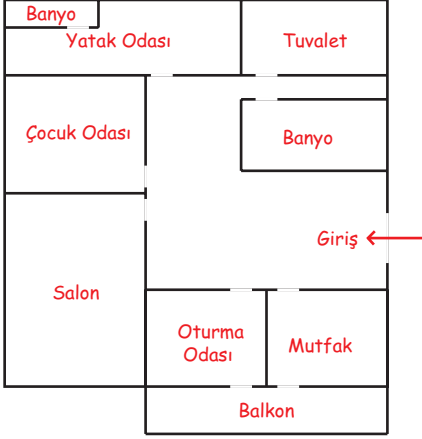 Banyo
Yatak Odası
Tuvalet
Çocuk Odası
Banyo
Giriş
Salon
Oturma
Odası
Mutfak
Balkon